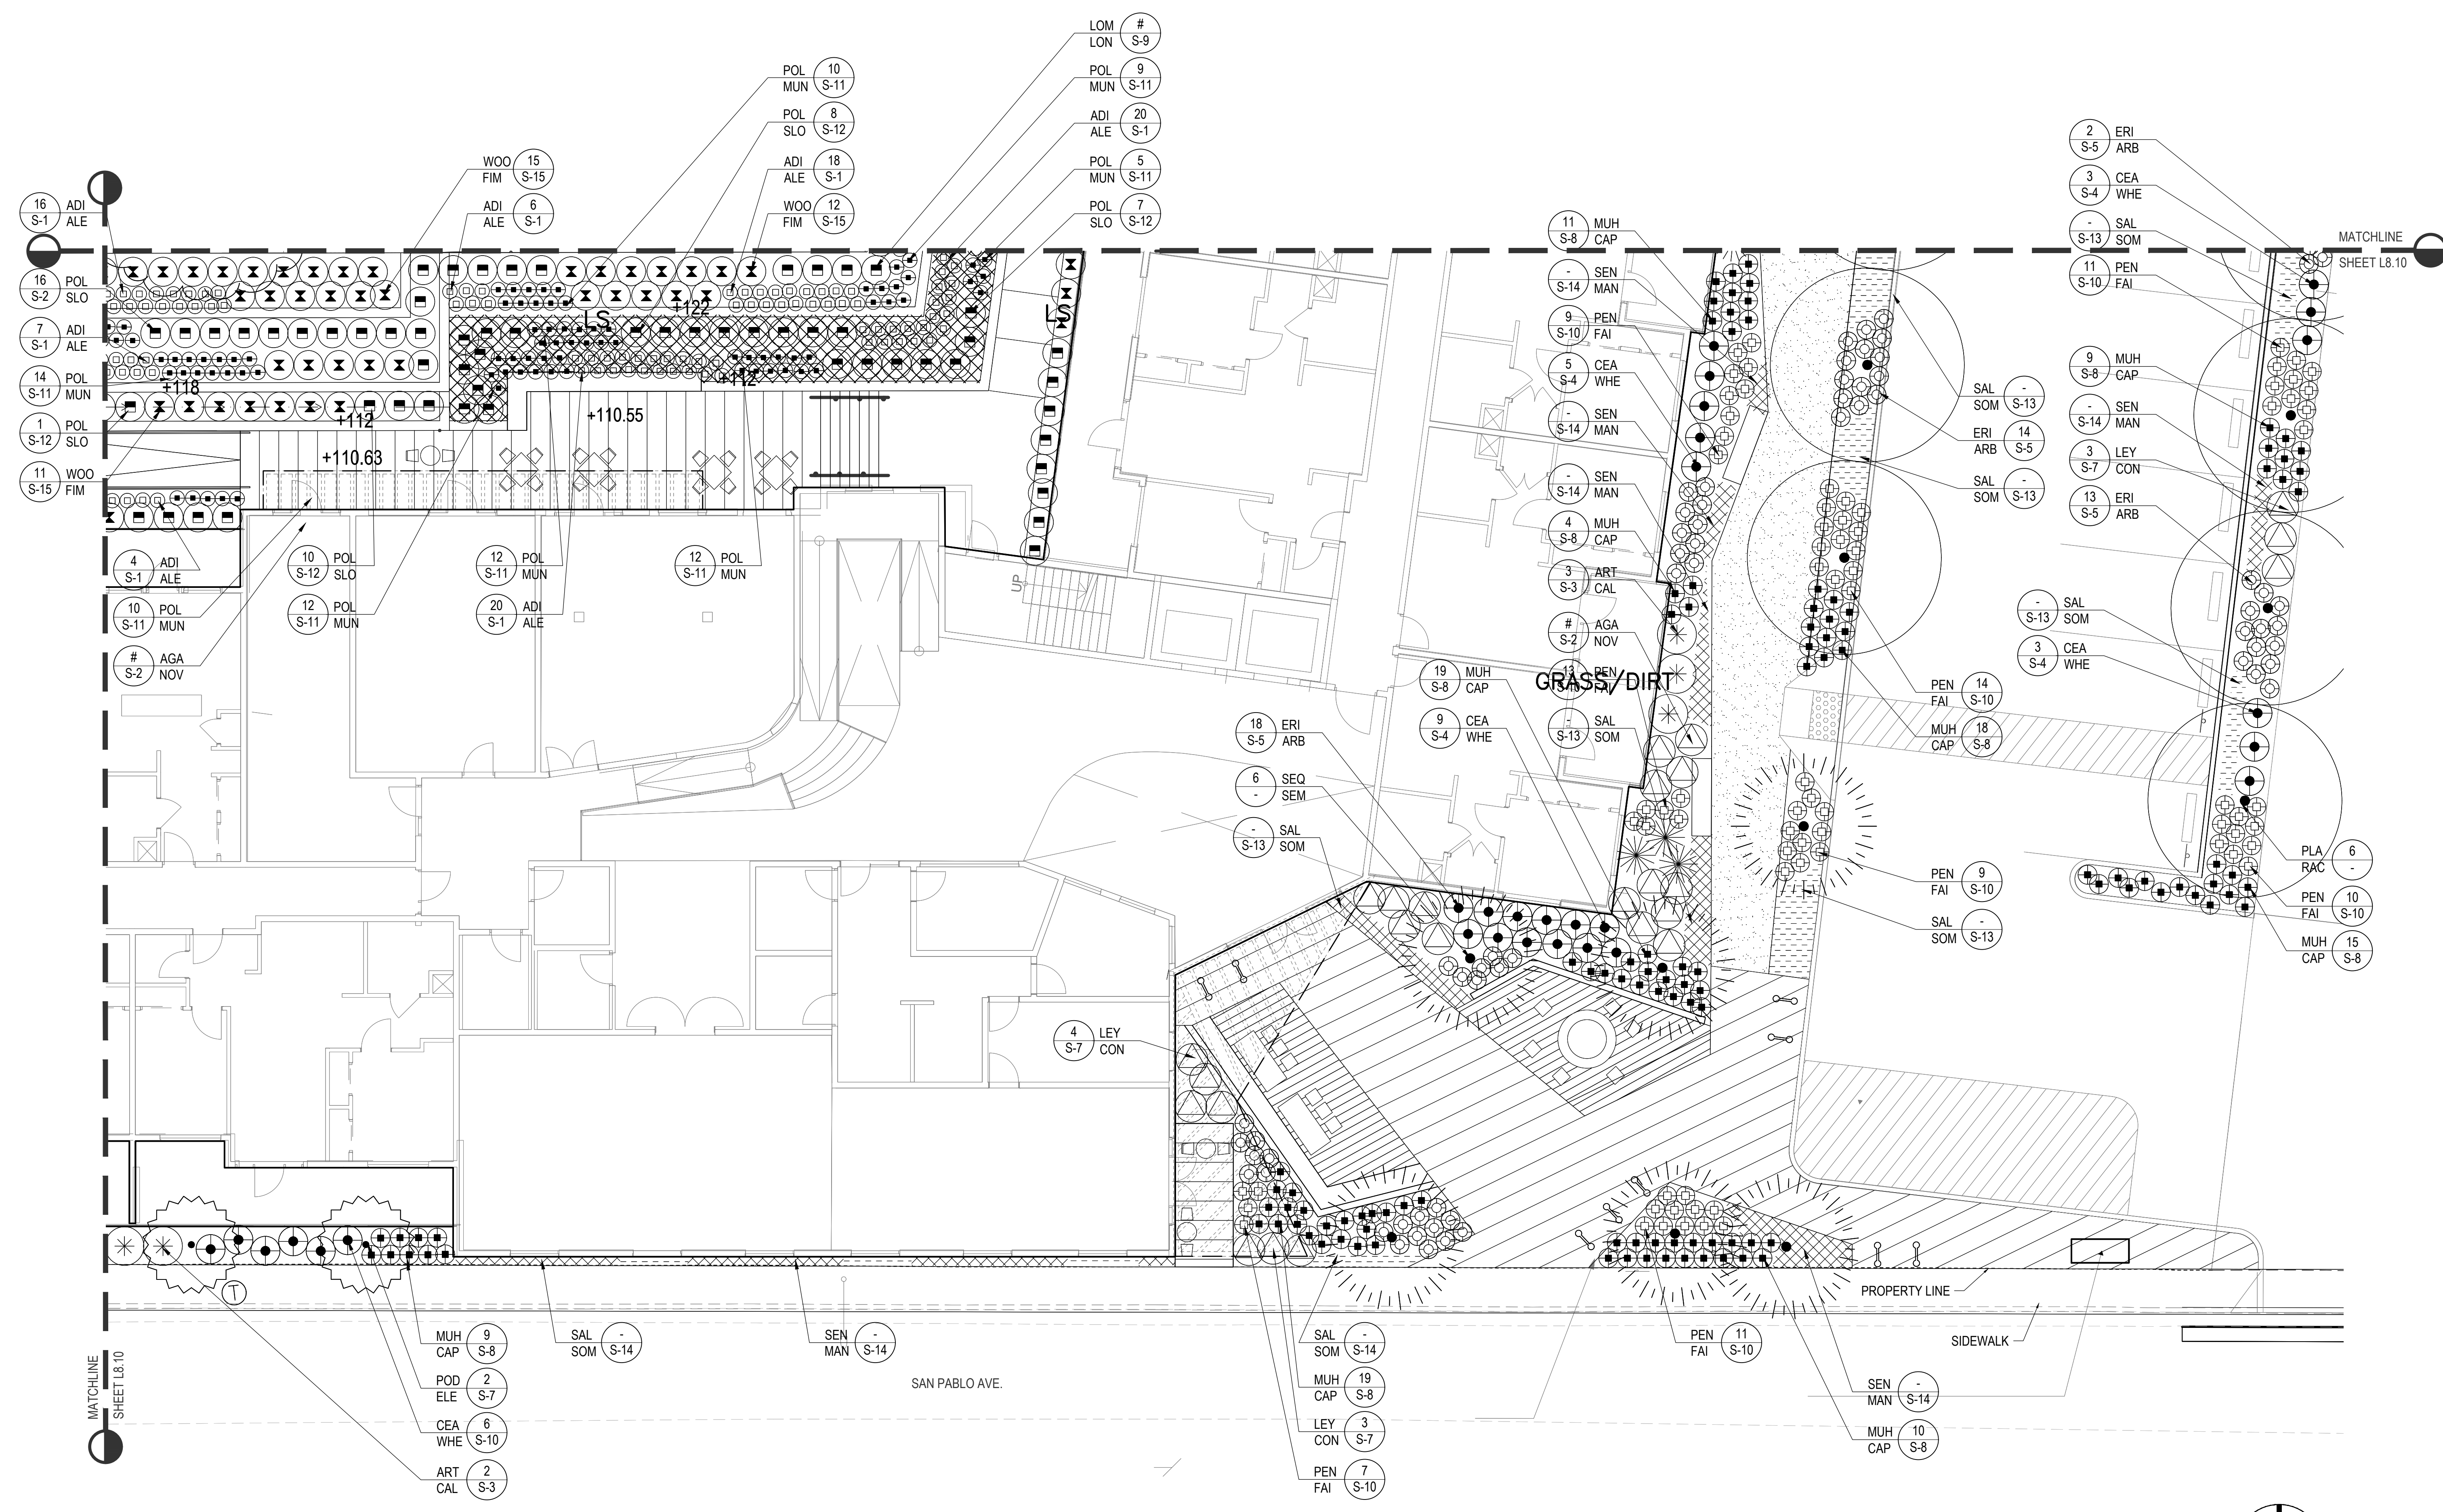 LOM #
LON S-9
POL 10
MUN S-11
POL 9
MUN S-11
POL 8
SLO S-12
ADI 20
ALE S-1
WOO 15
FIM S-15
ADI 18
ALE S-1
POL 5
MUN S-11
ADI 6
ALE S-1
WOO 12
FIM S-15
POL 7
SLO S-12
16 ADI
S-1 ALE
16 POL
S-2 SLO
7 ADI
S-1 ALE
14 POL
S-11 MUN
1 POL
S-12 SLO
11 WOO
S-15 FIM
LS
+122
LS
+118
+112
+112
+110.55
+110.63
4 ADI
S-1 ALE
10 POL
S-11 MUN
# AGA
S-2 NOV
10 POL
S-12 SLO
12 POL
S-11 MUN
12 POL
S-11 MUN
20 ADI
S-1 ALE
12 POL
S-11 MUN
UP
11 MUH
S-8 CAP
- SEN
S-14 MAN
9 PEN
S-10 FAI
5 CEA
S-4 WHE
- SEN
S-14 MAN
- SEN
S-14 MAN
4 MUH
S-8 CAP
3 ART
S-3 CAL
# AGA
S-2 NOV
13 PEN
S-10 FAI
GRASS/DIRT
- SAL
S-13 SOM
19 MUH
S-8 CAP
9 CEA
S-4 WHE
18 ERI
S-5 ARB
6 SEQ
- SEM
- SAL
S-13 SOM
4 LEY
S-7 CON
2 ERI
S-5 ARB
3 CEA
S-4 WHE
- SAL
S-13 SOM
11 PEN
S-10 FAI
9 MUH
S-8 CAP
- SEN
S-14 MAN
3 LEY
S-7 CON
13 ERI
S-5 ARB
- SAL
S-13 SOM
3 CEA
S-4 WHE
MATCHLINE
SHEET L8.10
SAL -
SOM S-13
ERI 14
ARB S-5
SAL -
SOM S-13
PEN 14
FAI S-10
MUH 18
CAP S-8
PEN 9
FAI S-10
SAL -
SOM S-13
PLA 6
RAC -
PEN 10
FAI S-10
MUH 15
CAP S-8
T
MATCHLINE
SHEET L8.10
MUH 9
CAP S-8
POD 2
ELE S-7
CEA 6
WHE S-10
ART 2
CAL S-3
SAL -
SOM S-14
SEN -
MAN S-14
SAN PABLO AVE.
SAL -
SOM S-14
MUH 19
CAP S-8
LEY 3
CON S-7
PEN 7
FAI S-10
PEN 11
FAI S-10
PROPERTY LINE
SIDEWALK
SEN -
MAN S-14
MUH 10
CAP S-8